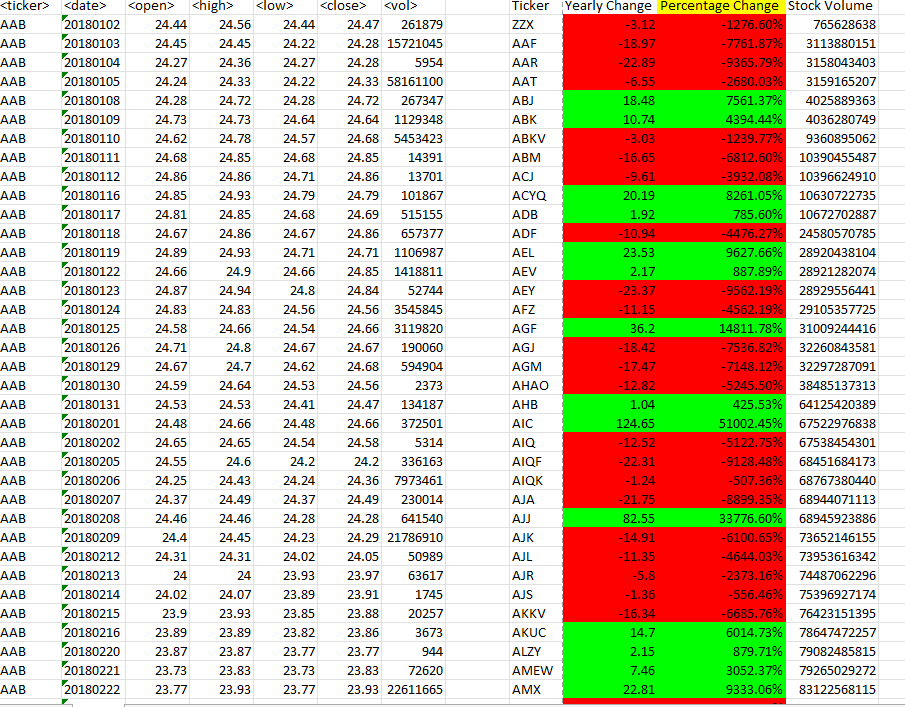 <ticker> <date> <open> <high> <low> <close> <vol> Ticker Yearly Change Percentage Change Stock Volume
AAB 20180102 24.44 24.56 24.44 24.47 261879 ZZX -3.12 -1276.60% 765628638
AAB 20180103 24.45 24.45 24.22 24.28 15721045 AAF -18.97 -7761.87% 3113880151
AAB 20180104 24.27 24.36 24.27 24.28 5954 AAR -22.89 -9365.79% 3158043403
AAB 20180105 24.24 24.33 24.22 24.33 58161100 AAT -6.55 -2680.03% 3159165207
AAB 20180108 24.28 24.72 24.28 24.72 267347 ABJ 18.48 7561.37% 4025889363
AAB 20180109 24.73 24.73 24.64 24.64 1129348 ABK 10.74 4394.44% 4036280749
AAB 20180110 24.62 24.78 24.57 24.68 5453423 ABKV -3.03 -1239.77% 9360895062
AAB 20180111 24.68 24.85 24.68 24.85 14391 ABM -16.65 -6812.60% 10390455487
AAB 20180112 24.86 24.86 24.71 24.86 13701 ACJ -9.61 -3932.08% 10396624910
AAB 20180116 24.85 24.93 24.79 24.79 101867 ACYQ 20.19 8261.05% 10630722735
AAB 20180117 24.81 24.85 24.68 24.69 515155 ADB 1.92 785.60% 10672702887
AAB 20180118 24.67 24.86 24.67 24.86 657377 ADF -10.94 -4476.27% 24580570785
AAB 20180119 24.89 24.93 24.71 24.71 1106987 AEL 23.53 9627.66% 28920438104
AAB 20180122 24.66 24.9 24.66 24.85 1418811 AEV 2.17 887.89% 28921282074
AAB 20180123 24.87 24.94 24.8 24.84 52744 AEY -23.37 -9562.19% 28929556441
AAB 20180124 24.83 24.83 24.56 24.56 3545845 AFZ -11.15 -4562.19% 29105357725
AAB 20180125 24.58 24.66 24.54 24.66 3119820 AGF 36.2 14811.78% 31009244416
AAB 20180126 24.71 24.8 24.67 24.67 190060 AGJ -18.42 -7536.82% 32260843581
AAB 20180129 24.67 24.7 24.62 24.68 594904 AGM -17.47 -7148.12% 32297287091
AAB 20180130 24.59 24.64 24.53 24.56 2373 AHAO -12.82 -5245.50% 38485137313
AAB 20180131 24.53 24.53 24.41 24.47 134187 AHB 1.04 425.53% 64125420389
AAB 20180201 24.48 24.66 24.48 24.66 372501 AIC 124.65 51002.45% 67522976838
AAB 20180202 24.65 24.65 24.54 24.58 5314 AIQ -12.52 -5122.75% 67538454301
AAB 20180205 24.55 24.6 24.2 24.2 336163 AIQF -22.31 -9128.48% 68451684173
AAB 20180206 24.25 24.43 24.24 24.36 7973461 AIQK -1.24 -507.36% 68767380440
AAB 20180207 24.37 24.49 24.37 24.49 230014 AJA -21.75 -8899.35% 68944071113
AAB 20180208 24.46 24.46 24.28 24.28 641540 AJJ 82.55 33776.60% 68945923886
AAB 20180209 24.4 24.45 24.23 24.29 21786910 AJK -14.91 -6100.65% 73652146155
AAB 20180212 24.31 24.31 24.02 24.05 50989 AJL -11.35 -4644.03% 73953616342
AAB 20180213 24 24 23.93 23.97 63617 AJR -5.8 -2373.16% 74487062296
AAB 20180214 24.02 24.07 23.89 23.91 1745 AJS -1.36 -556.46% 75396927174
AAB 20180215 23.9 23.93 23.85 23.88 20257 AKKV -16.34 -6685.76% 76423151395
AAB 20180216 23.89 23.89 23.82 23.86 3673 AKUC 14.7 6014.73% 78647472257
AAB 20180220 23.87 23.87 23.77 23.77 944 ALZY 2.15 879.71% 79082485815
AAB 20180221 23.73 23.83 23.73 23.83 72620 AMEW 7.46 3052.37% 79265029272
AAB 20180222 23.77 23.93 23.77 23.93 22611665 AMX 22.81 9333.06% 83122568115